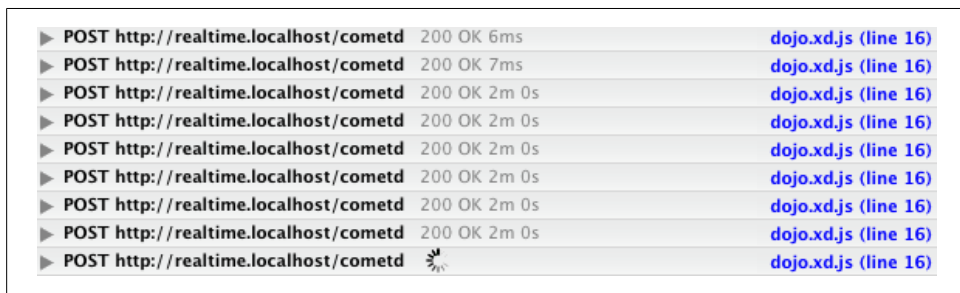 POST http://realtime.localhost/cometd 200 OK 6ms dojo.xd.js (line 16)
POST http://realtime.localhost/cometd 200 OK 7ms dojo.xd.js (line 16)
POST http://realtime.localhost/cometd 200 OK 2m 0s dojo.xd.js (line 16)
POST http://realtime.localhost/cometd 200 OK 2m 0s dojo.xd.js (line 16)
POST http://realtime.localhost/cometd 200 OK 2m 0s dojo.xd.js (line 16)
POST http://realtime.localhost/cometd 200 OK 2m 0s dojo.xd.js (line 16)
POST http://realtime.localhost/cometd 200 OK 2m 0s dojo.xd.js (line 16)
POST http://realtime.localhost/cometd 200 OK 2m 0s dojo.xd.js (line 16)
POST http://realtime.localhost/cometd dojo.xd.js (line 16)